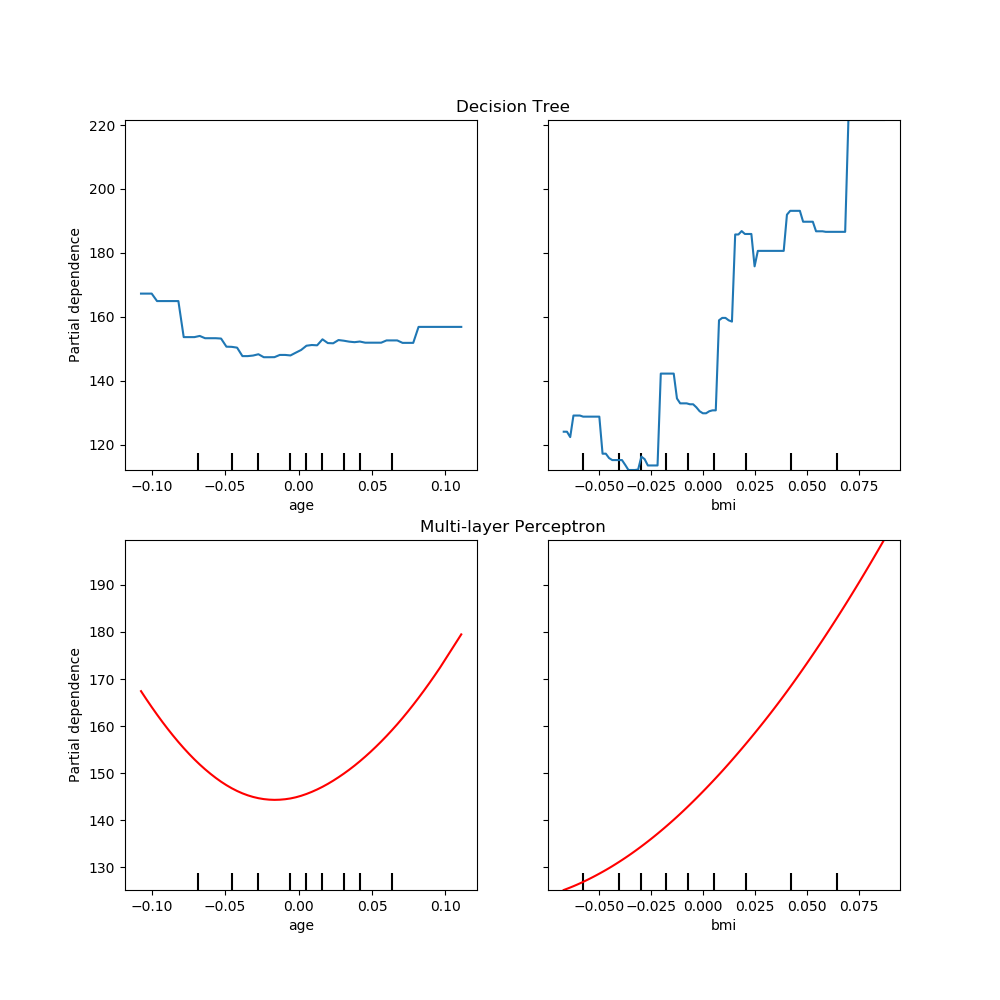 Decision Tree
Partial dependence
220
200
180
160
140
120
−0.10 −0.05 0.00 0.05 0.10
age
−0.050 −0.025 0.000 0.025 0.050 0.075
bmi
Multi-layer Perceptron
Partial dependence
190
180
170
160
150
140
130
−0.10 −0.05 0.00 0.05 0.10
age
−0.050 −0.025 0.000 0.025 0.050 0.075
bmi